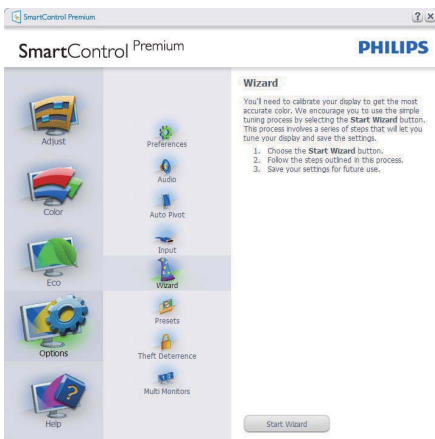 SmartControl Premium
SmartControl Premium
PHILIPS
Adjust
Color
Eco
Options
Help
Preferences
Audio
Auto Pivot
Input
Wizard
Presets
Theft Deterrence
Multi Monitors
Wizard
You'll need to calibrate your display to get the most
accurate color. We encourage you to use the simple
tuning process by selecting the Start Wizard button.
This process involves a series of steps that will let you
tune your display and save the settings.
1. Choose the Start Wizard button.
2. Follow the steps outlined in this process.
3. Save your settings for future use.
Start Wizard